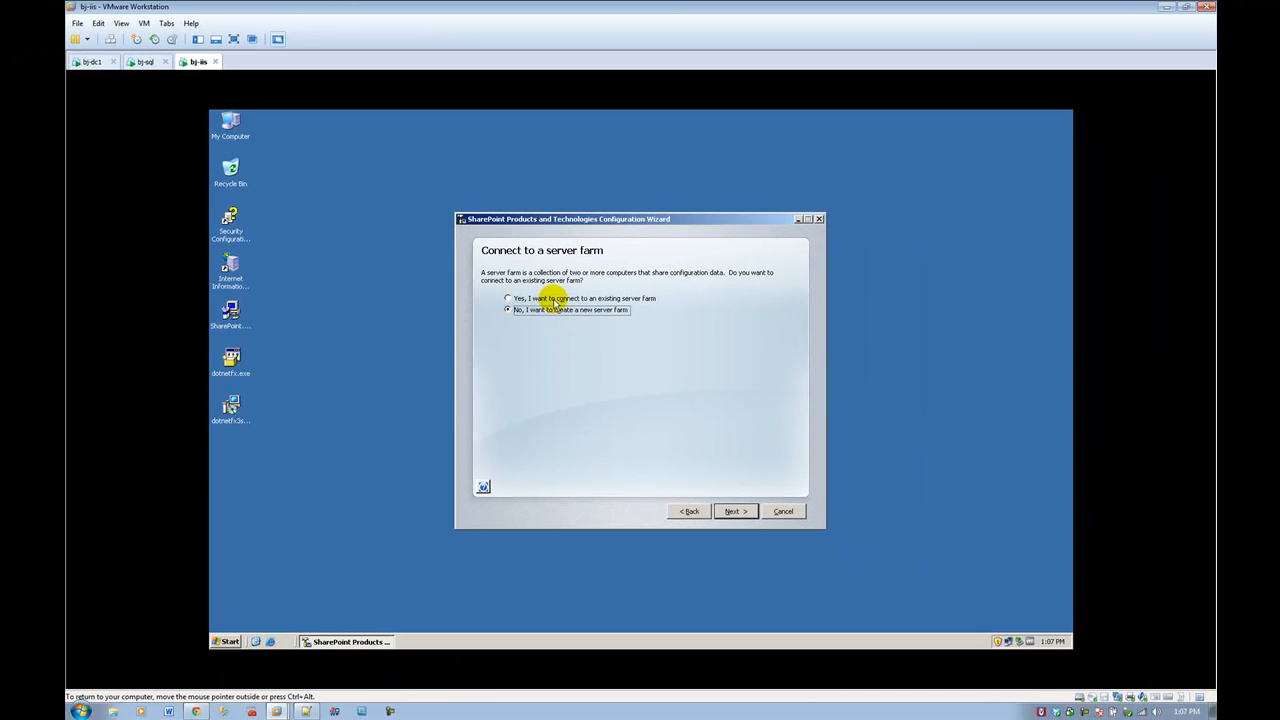 bj-iis - VMware Workstation
File Edit View VM Tabs Help
bj-dc1 bj-sql bj-iis
My Computer
Recycle Bin
Security
Configurati...
Internet
Informatio...
SharePoint...
dotnetfx.exe
dotnetfx3s...
SharePoint Products and Technologies Configuration Wizard
Connect to a server farm
A server farm is a collection of two or more computers that share configuration data. Do you want to
connect to an existing server farm?
Yes, I want to connect to an existing server farm
No, I want to create a new server farm
< Back Next > Cancel
Start SharePoint Products ... 1:07 PM
To return to your computer, move the mouse pointer outside or press Ctrl+Alt.
1:07 PM